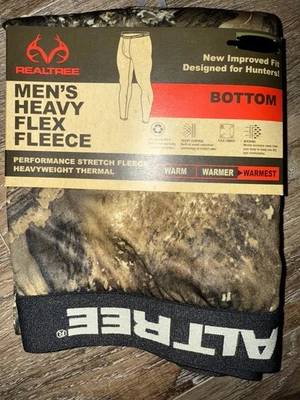 New Improved Fit
Designed for Hunters!
REALTREE
MEN'S
HEAVY
FLEX
FLEECE
BOTTOM
PERFORMANCE STRETCH FLEECE
HEAVYWEIGHT THERMAL
WARM WARMER WARMEST
ALTREE®